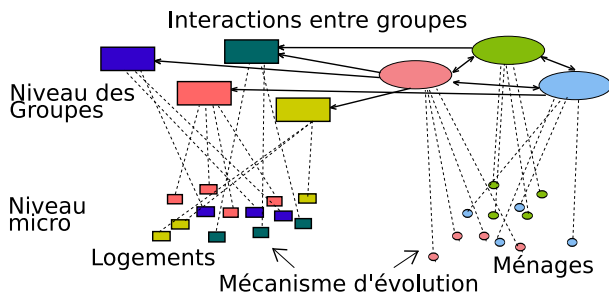 Interactions entre groupes
Niveau des
Groupes
Niveau
micro
Logements
Mécanisme d'évolution
Ménages